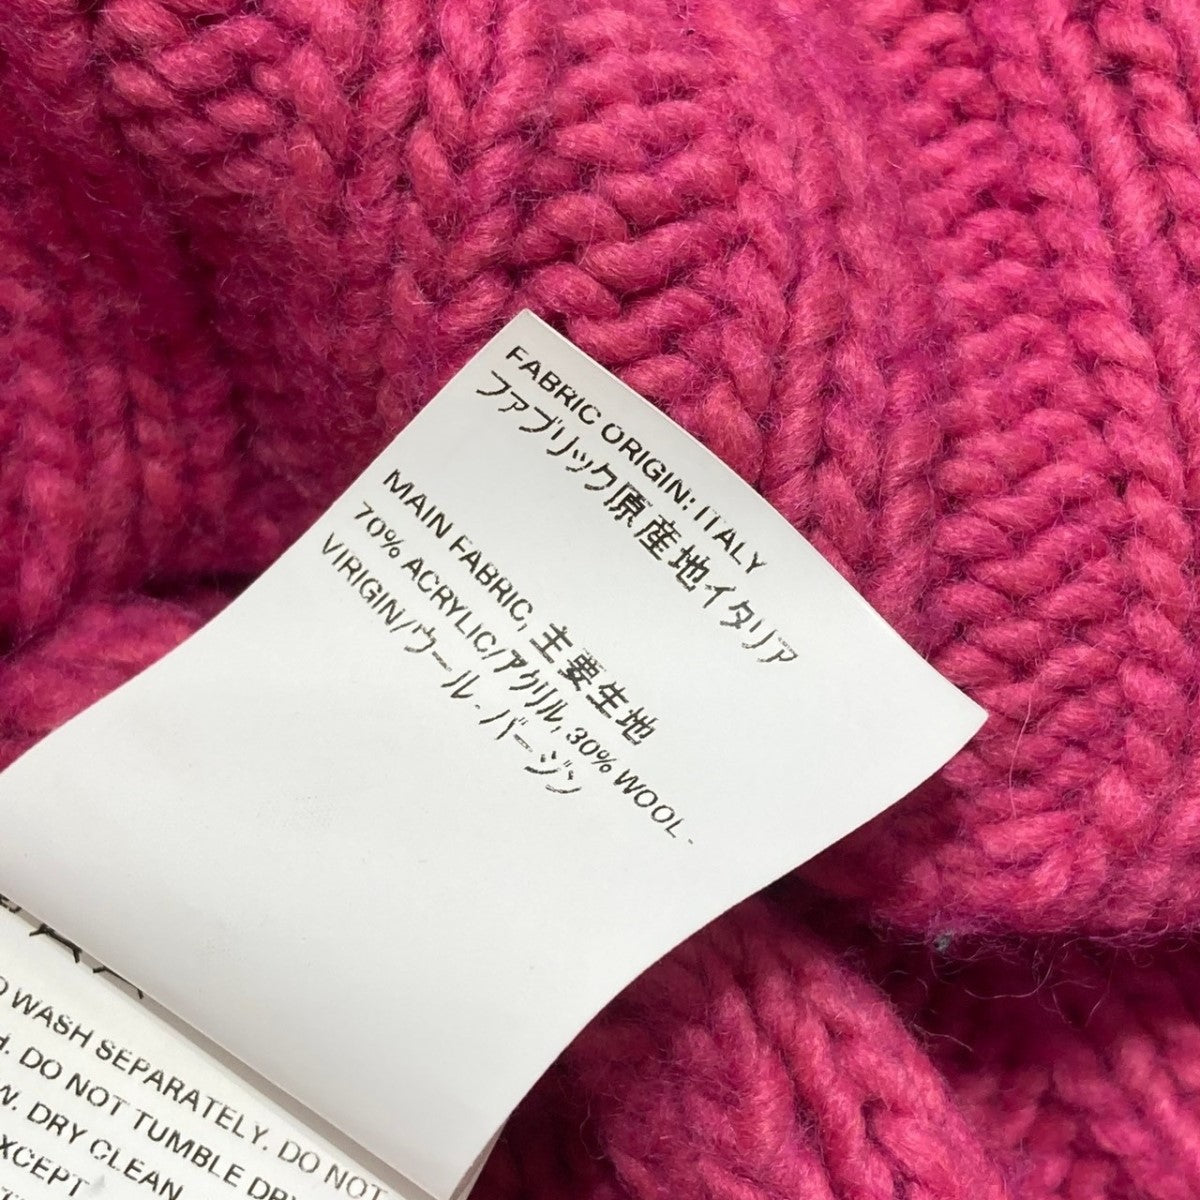 FABRIC ORIGIN: ITALY
ファブリック原産地イタリア
MAIN FABRIC, 主要生地
70% ACRYLIC/アクリル, 30% WOOL -
VIRIGIN/ウール - バージン
WASH SEPARATELY. DO NOT
DO NOT TUMBLE
DRY CLEAN